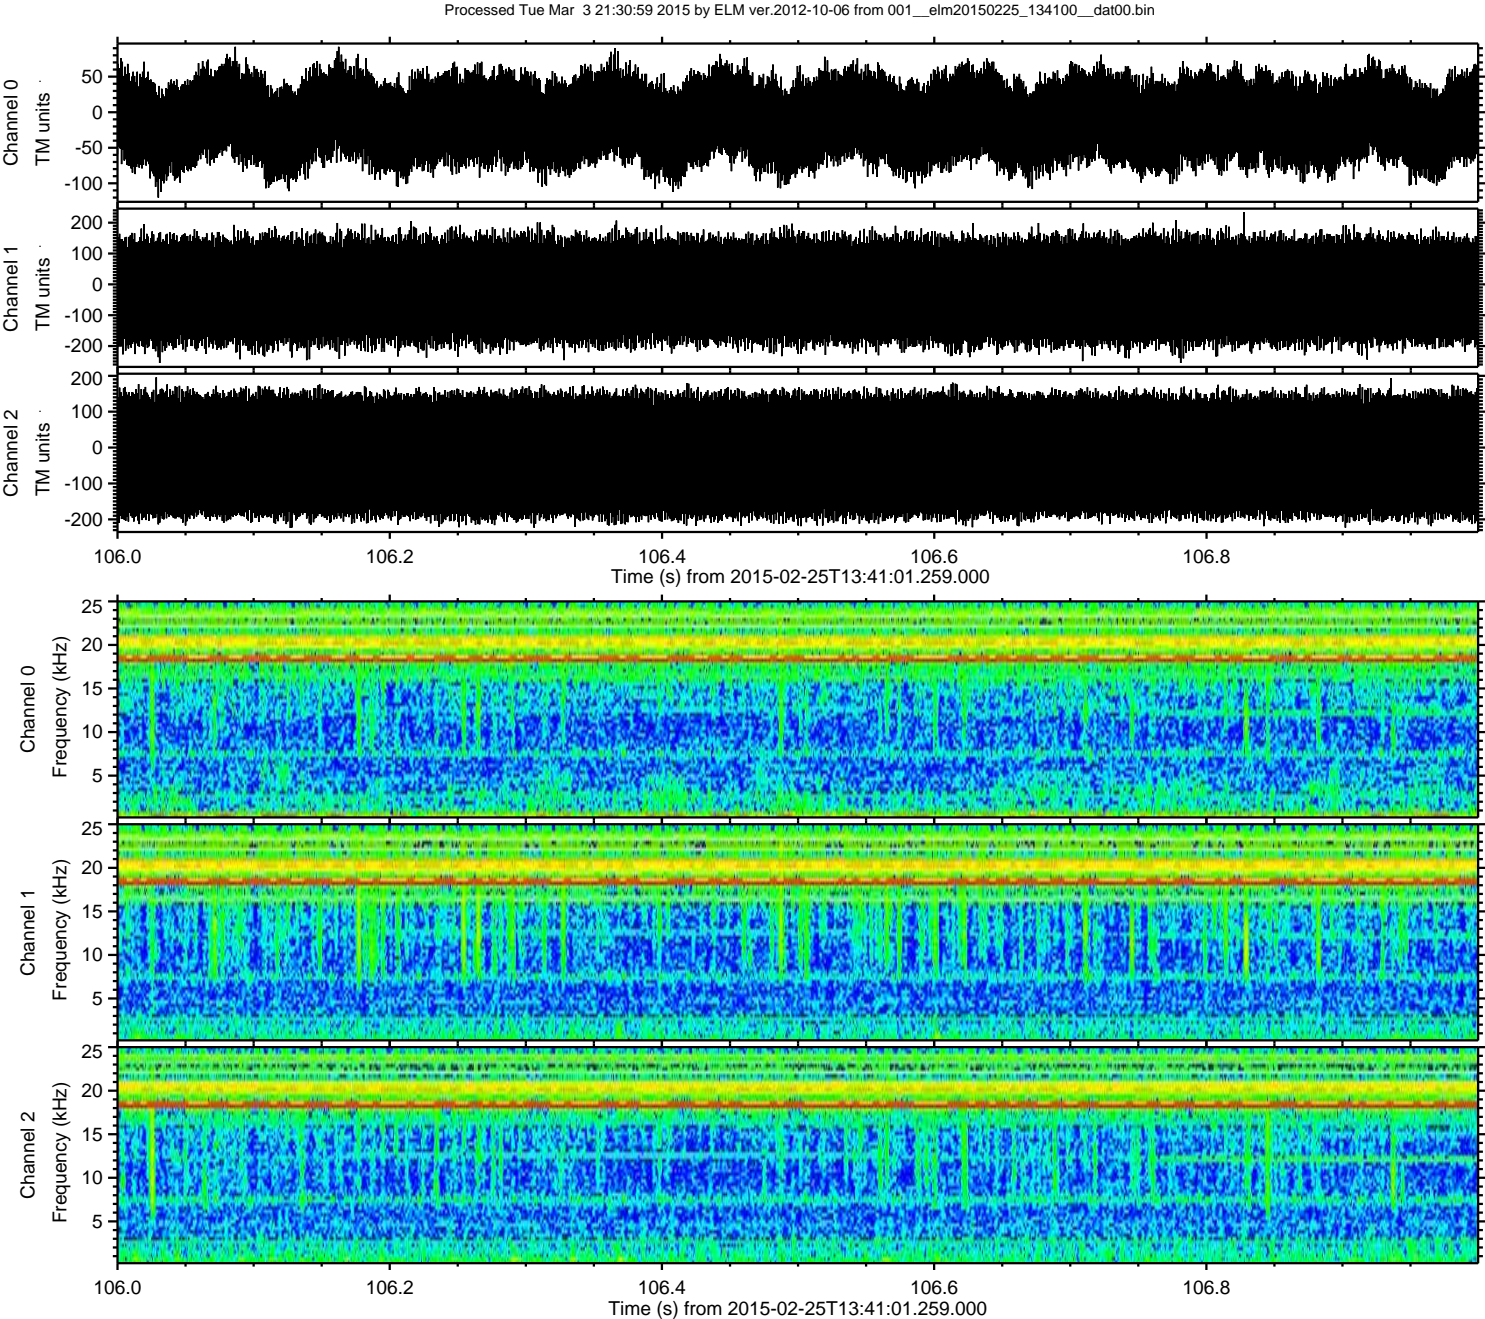 Processed Tue Mar  3 21:30:59 2015 by ELM ver.2012-10-06 from 001__elm20150225_134100__dat00.bin
Channel 0
TM units
50
0
-50
-100
Channel 1
TM units
200
100
0
-100
-200
Channel 2
TM units
200
100
0
-100
-200
106.0 106.2 106.4 106.6 106.8
Time (s) from 2015-02-25T13:41:01.259.000
Channel 0
Frequency (kHz)
25
20
15
10
5
Channel 1
Frequency (kHz)
25
20
15
10
5
Channel 2
Frequency (kHz)
25
20
15
10
5
106.0 106.2 106.4 106.6 106.8
Time (s) from 2015-02-25T13:41:01.259.000